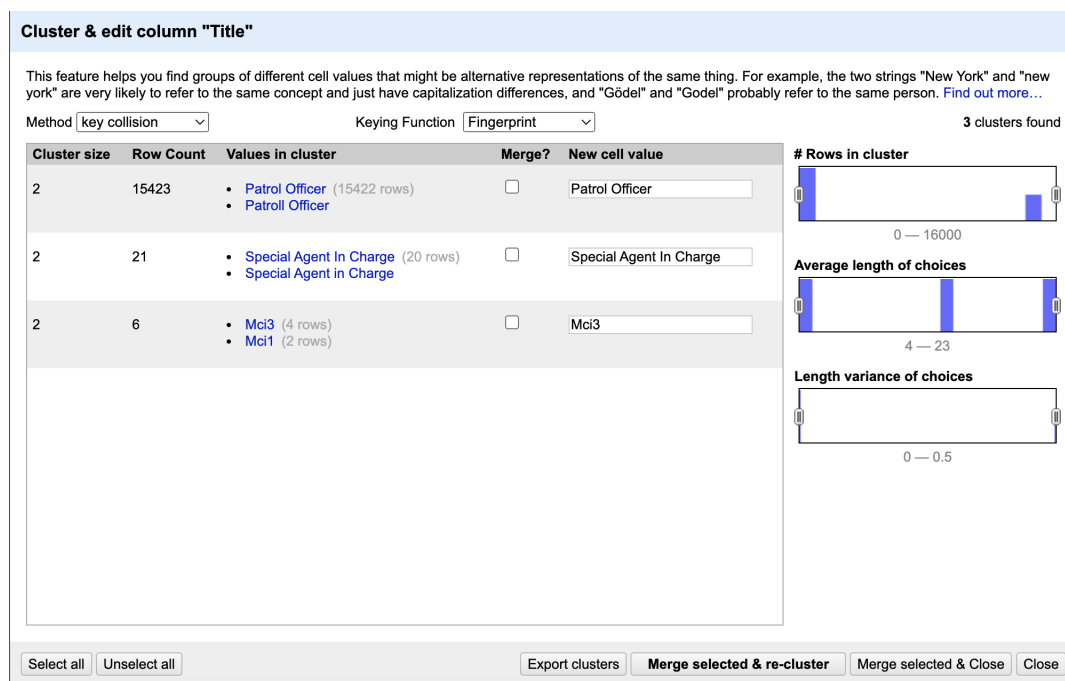 Cluster & edit column "Title"
This feature helps you find groups of different cell values that might be alternative representations of the same thing. For example, the two strings "New York" and "new
york" are very likely to refer to the same concept and just have capitalization differences, and "Gödel" and "Godel" probably refer to the same person. Find out more…
Method key collision Keying Function Fingerprint 3 clusters found
Cluster size Row Count Values in cluster Merge? New cell value
2 15423 • Patrol Officer (15422 rows) Patrol Officer
• Patroll Officer
2 21 • Special Agent In Charge (20 rows) Special Agent In Charge
• Special Agent in Charge
2 6 • Mci3 (4 rows) Mci3
• Mci1 (2 rows)
# Rows in cluster
0 — 16000
Average length of choices
4 — 23
Length variance of choices
0 — 0.5
Select all Unselect all Export clusters Merge selected & re-cluster Merge selected & Close Close